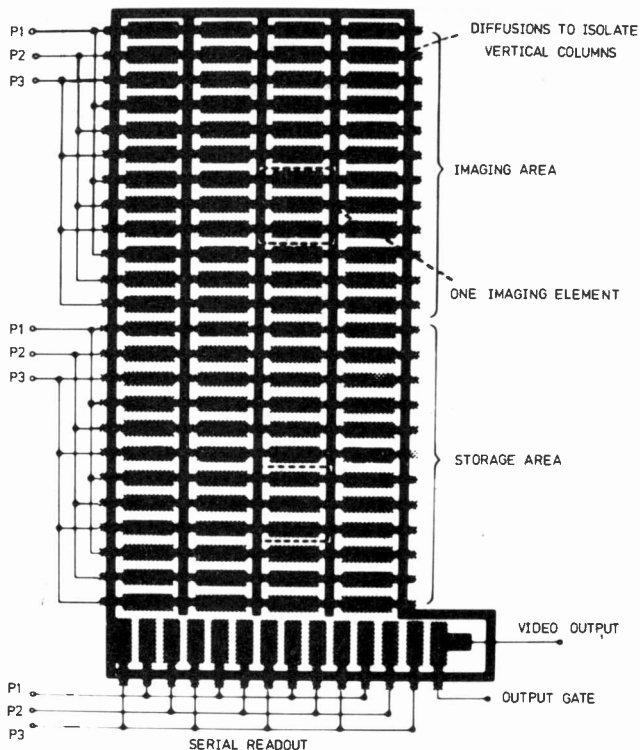 P1
P2
P3
DIFFUSIONS TO ISOLATE
VERTICAL COLUMNS
IMAGING AREA
ONE IMAGING ELEMENT
P1
P2
P3
STORAGE AREA
VIDEO OUTPUT
OUTPUT GATE
P1
P2
P3
SERIAL READOUT